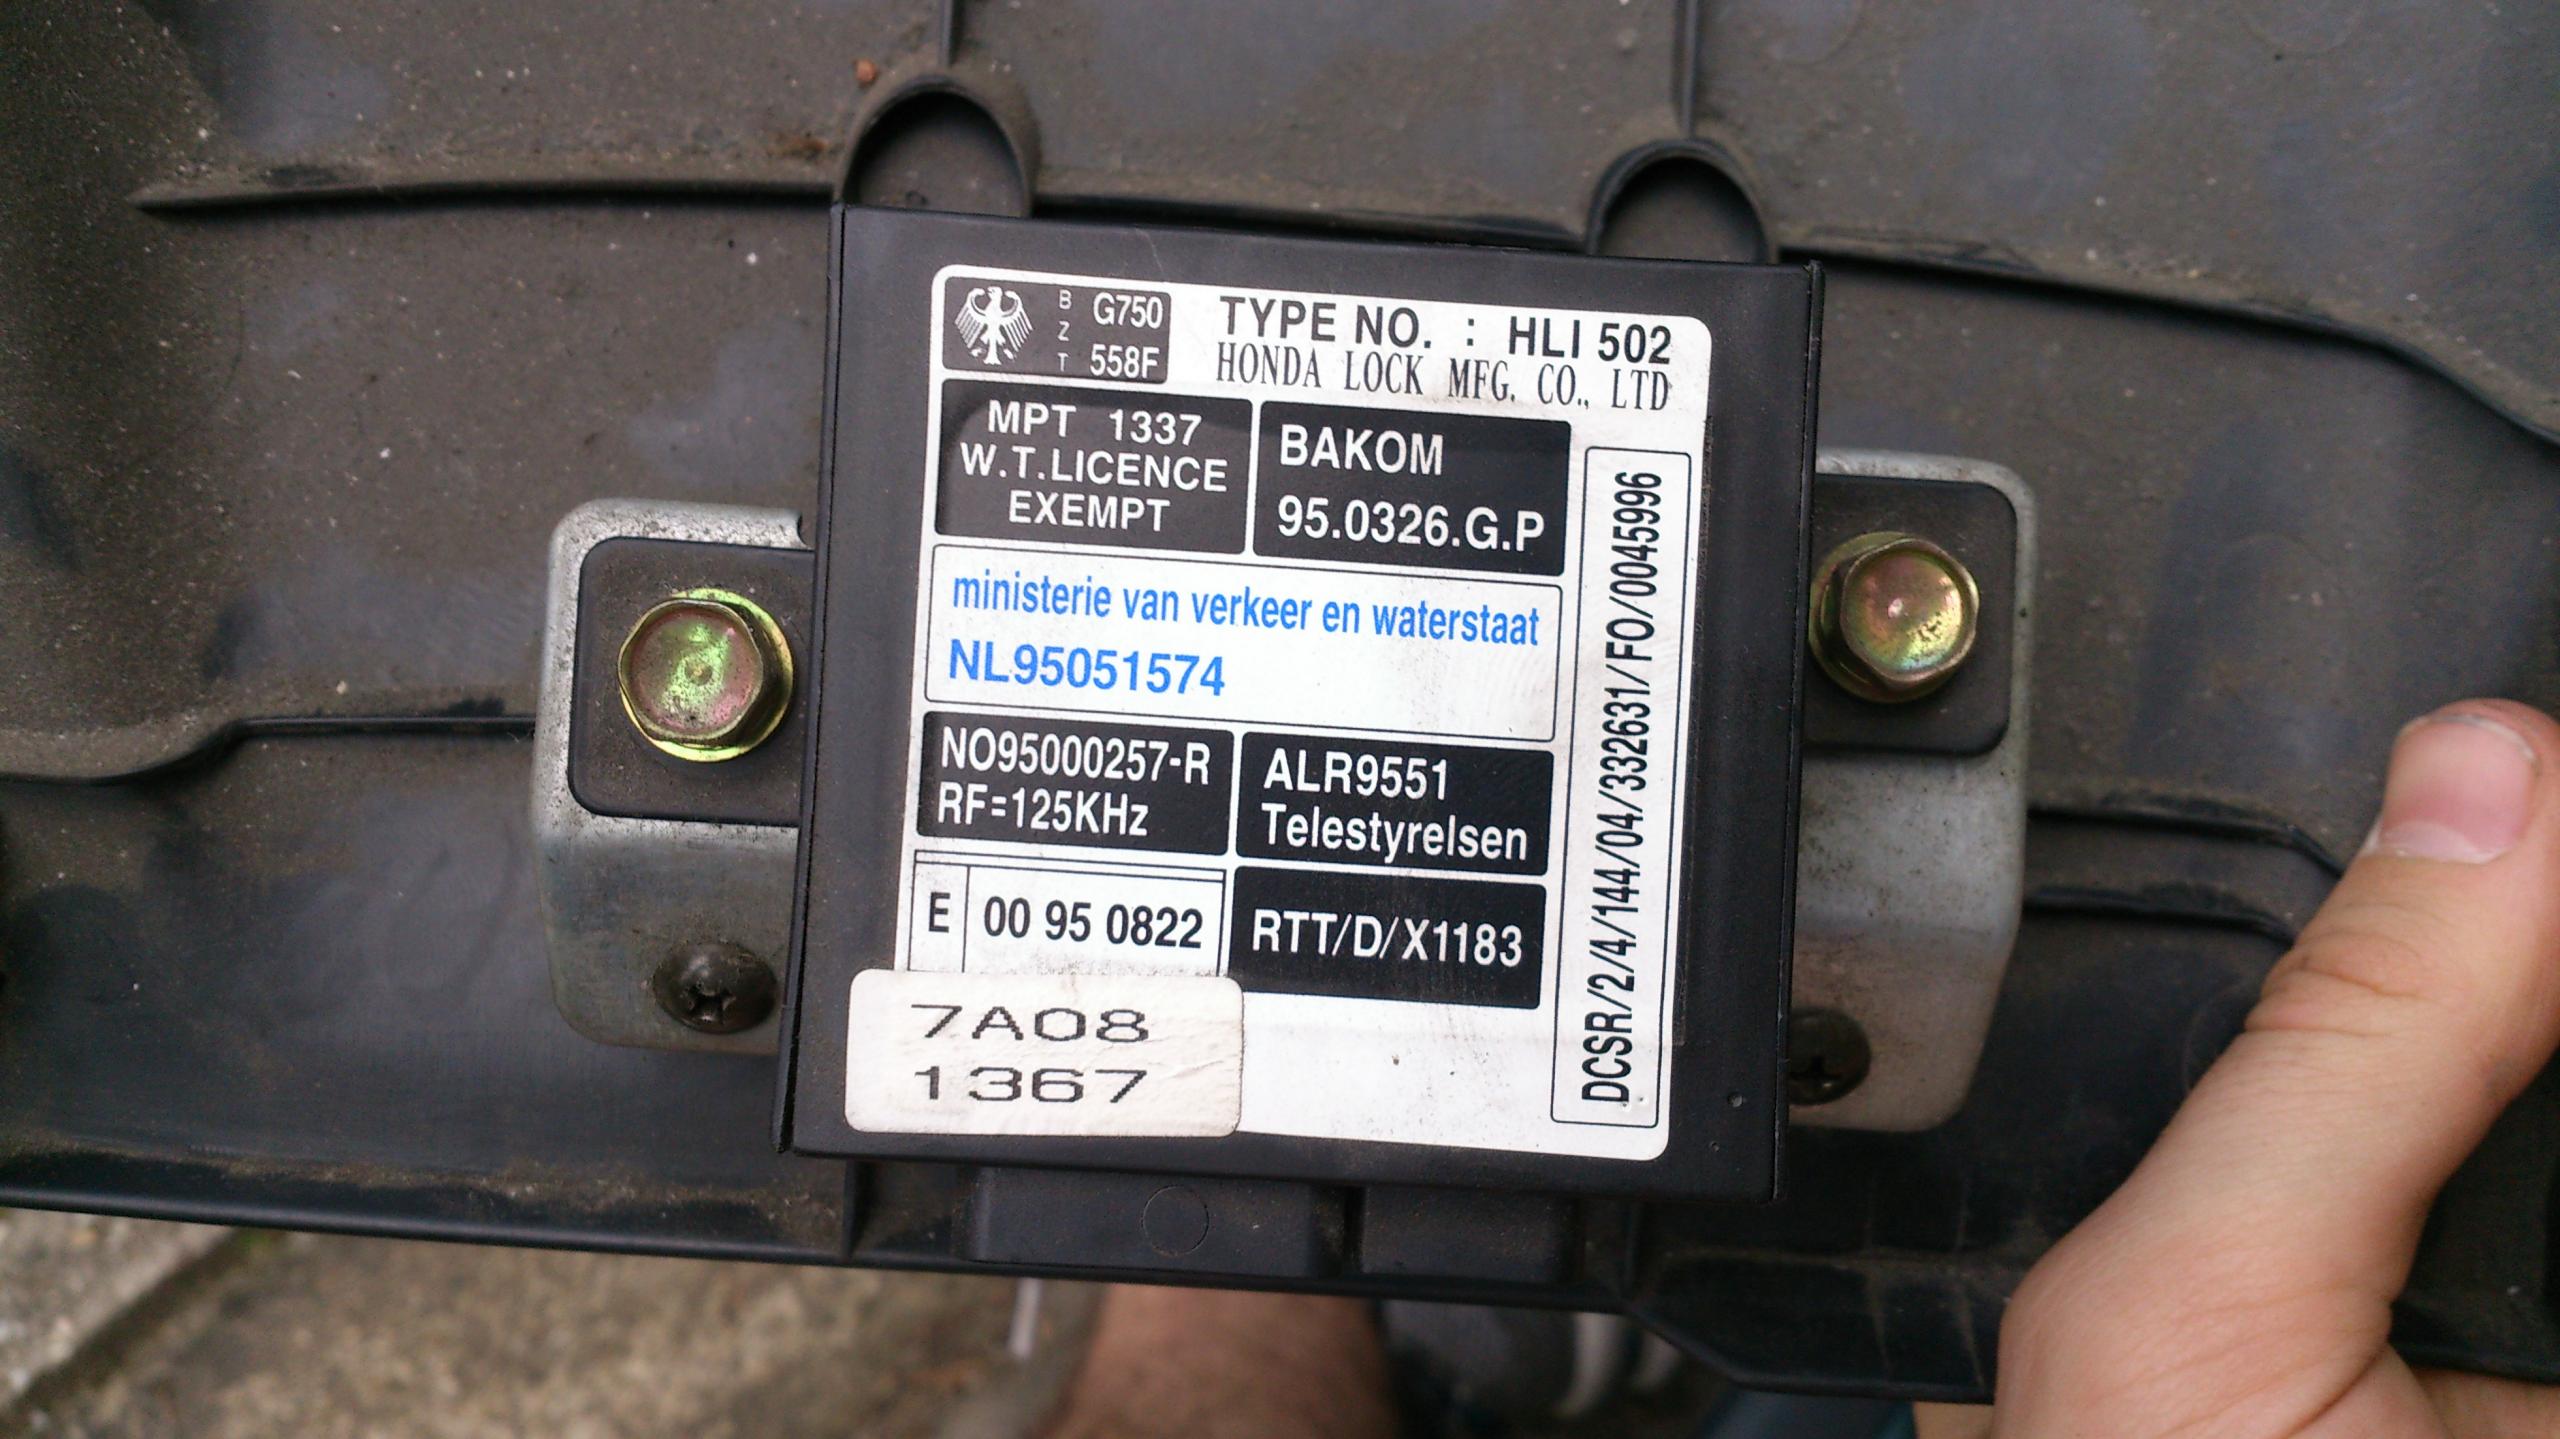 B Z T
G750
558F
TYPE NO. : HLI 502
HONDA LOCK MFG. CO., LTD
MPT 1337
W.T.LICENCE
EXEMPT
BAKOM
95.0326.G.P
ministerie van verkeer en waterstaat
NL95051574
NO95000257-R
RF=125KHz
ALR9551
Telestyrelsen
E 00 95 0822
RTT/D/X1183
DCSR/2/4/144/04/332631/FO/0045996
7A08
1367